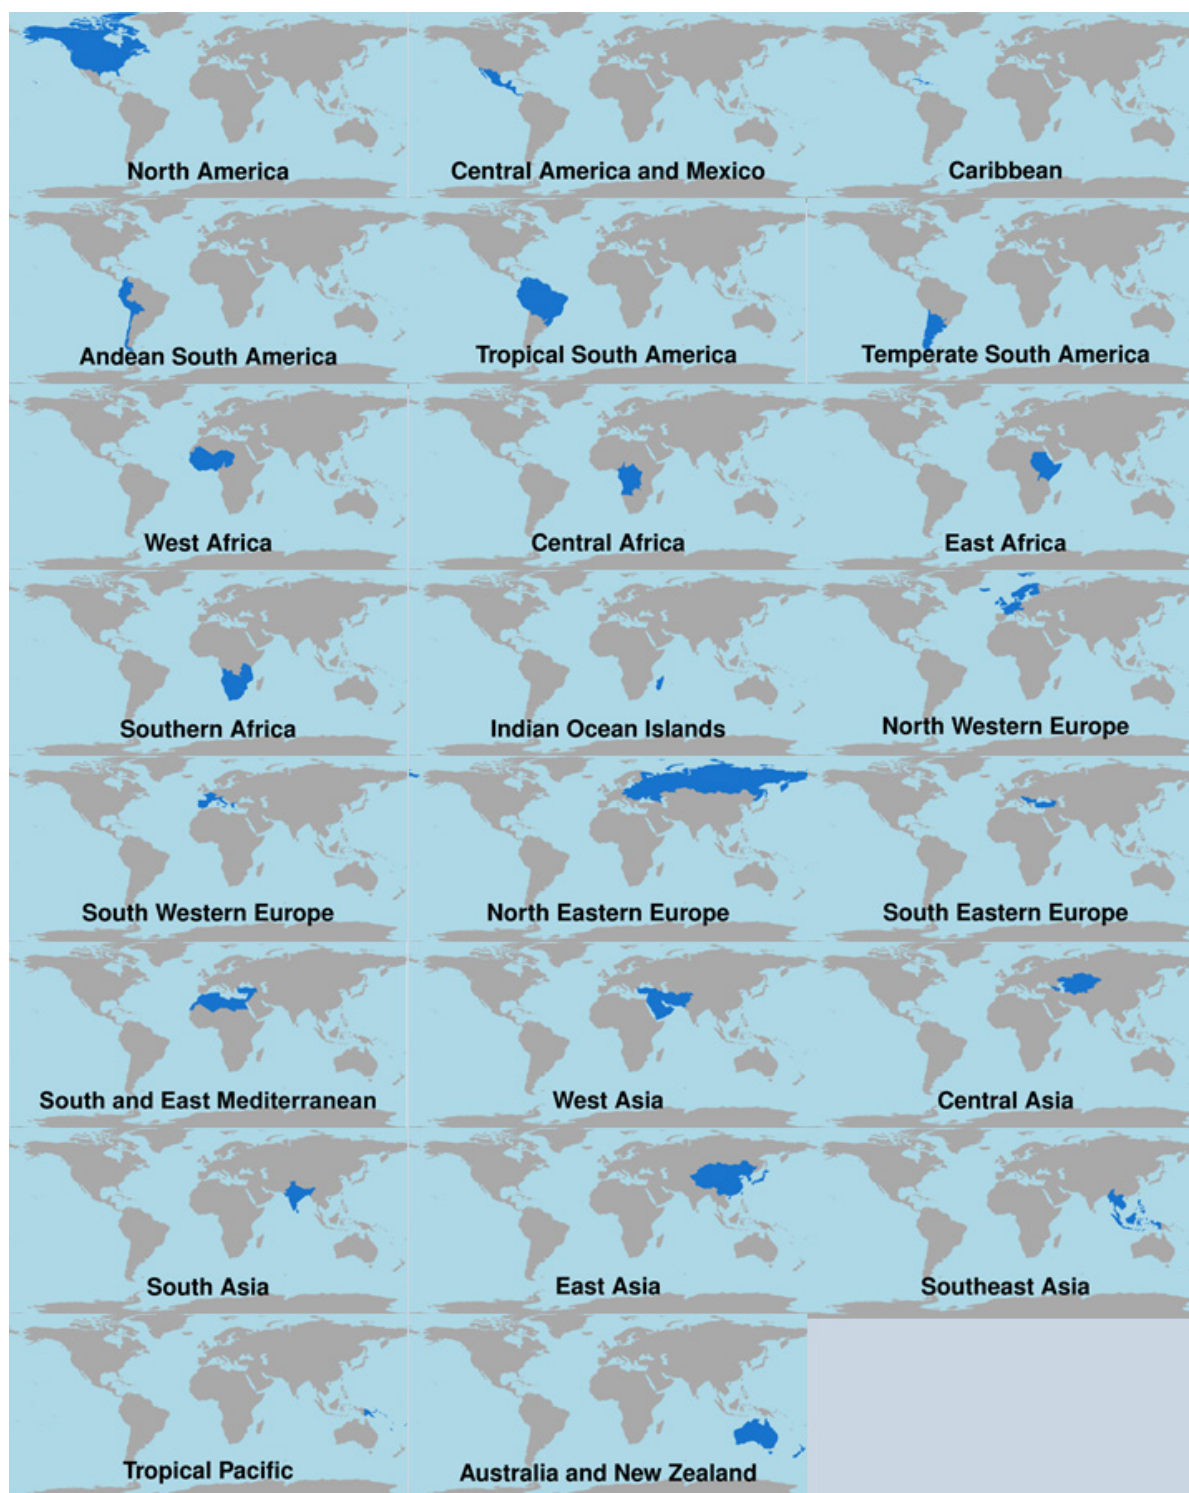 North America
Central America and Mexico
Caribbean
Andean South America
Tropical South America
Temperate South America
West Africa
Central Africa
East Africa
Southern Africa
Indian Ocean Islands
North Western Europe
South Western Europe
North Eastern Europe
South Eastern Europe
South and East Mediterranean
West Asia
Central Asia
South Asia
East Asia
Southeast Asia
Tropical Pacific
Australia and New Zealand